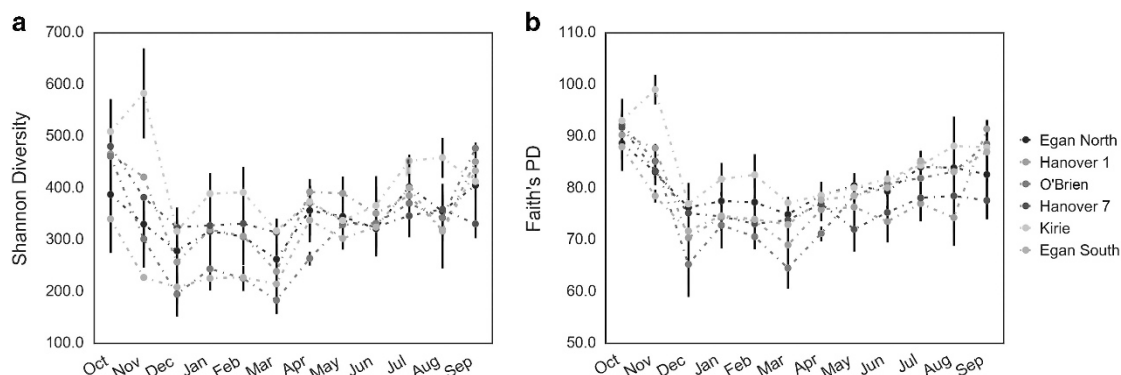 a
b
700.0
600.0
500.0
400.0
300.0
200.0
100.0
Shannon Diversity
Oct Nov Dec Jan Feb Mar Apr May Jun Jul Aug Sep
110.0
100.0
90.0
80.0
70.0
60.0
50.0
Faith's PD
Oct Nov Dec Jan Feb Mar Apr May Jun Jul Aug Sep
Egan North
Hanover 1
O'Brien
Hanover 7
Kirie
Egan South